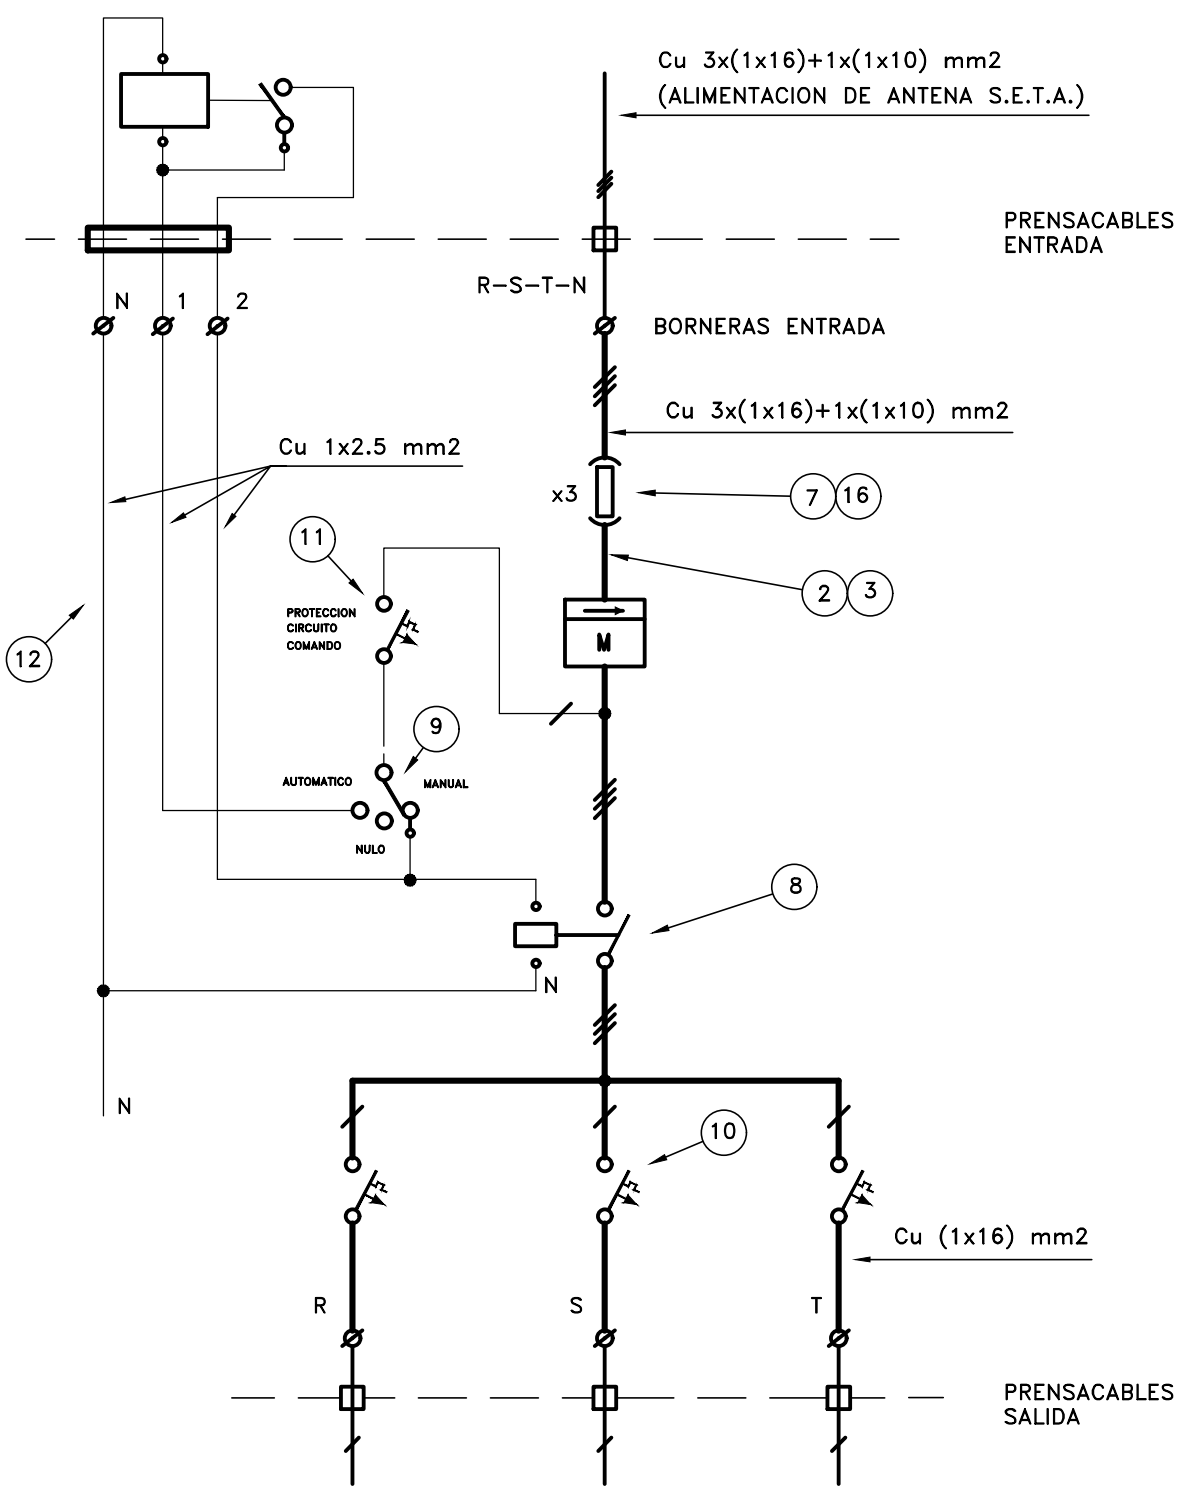 Cu 3x(1x16)+1x(1x10) mm2
(ALIMENTACION DE ANTENA S.E.T.A.)
PRENSACABLES
ENTRADA
R-S-T-N
N
1
2
BORNERAS ENTRADA
Cu 3x(1x16)+1x(1x10) mm2
Cu 1x2.5 mm2
x3
7
16
11
2
3
PROTECCION
CIRCUITO
COMANDO
M
12
9
AUTOMATICO
MANUAL
NULO
8
N
N
10
Cu (1x16) mm2
R
S
T
PRENSACABLES
SALIDA